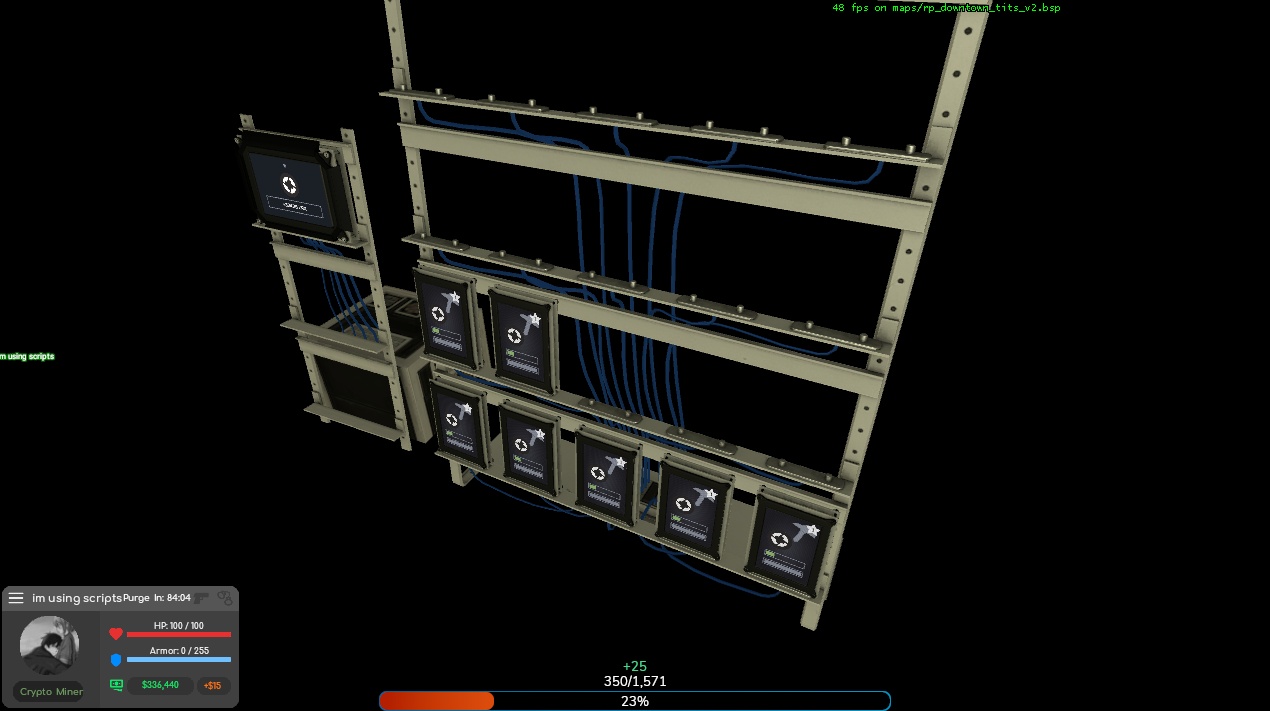 48 fps on maps/rp_downtown_tits_v2.bsp
m using scripts
im using scripts Purge In: 84:04
HP: 100 / 100
Armor: 0 / 255
Crypto Miner
$336,440
+$15
+25
350/1,571
23%